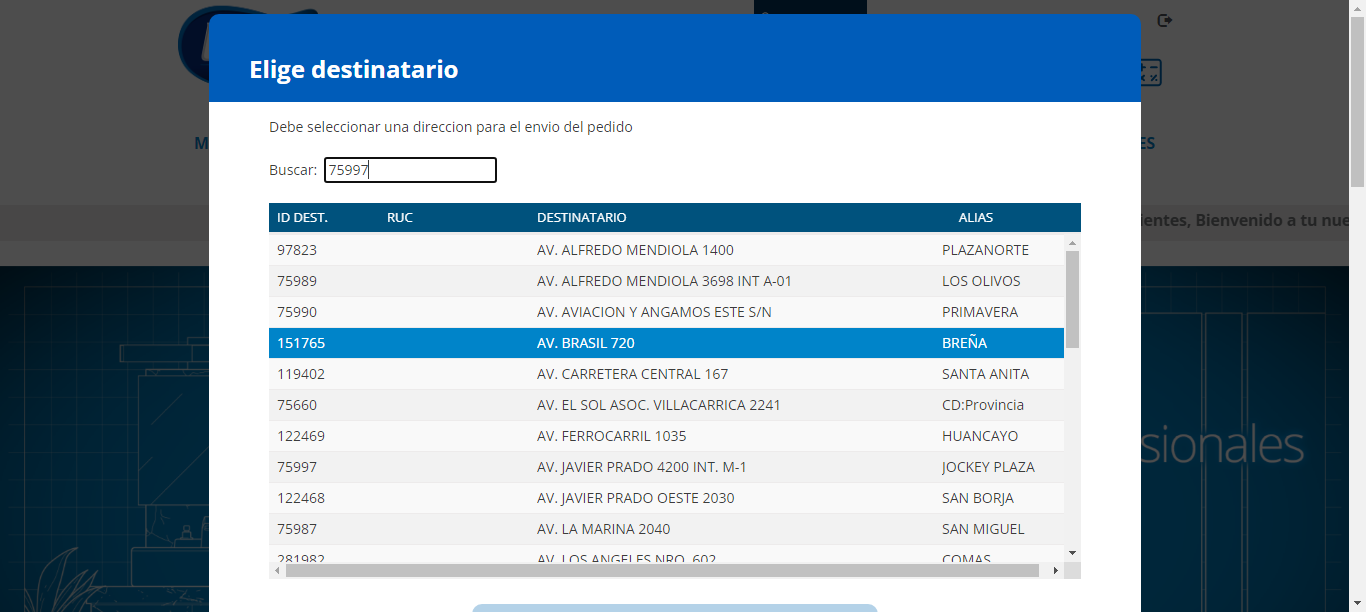 Elige destinatario
Debe seleccionar una direccion para el envio del pedido
M
ES
Buscar: 75997
ID DEST. RUC DESTINATARIO ALIAS
ientes, Bienvenido a tu nue
97823 AV. ALFREDO MENDIOLA 1400 PLAZANORTE
75989 AV. ALFREDO MENDIOLA 3698 INT A-01 LOS OLIVOS
75990 AV. AVIACION Y ANGAMOS ESTE S/N PRIMAVERA
151765 AV. BRASIL 720 BREÑA
119402 AV. CARRETERA CENTRAL 167 SANTA ANITA
75660 AV. EL SOL ASOC. VILLACARRICA 2241 CD:Provincia
122469 AV. FERROCARRIL 1035 HUANCAYO
sionales
75997 AV. JAVIER PRADO 4200 INT. M-1 JOCKEY PLAZA
122468 AV. JAVIER PRADO OESTE 2030 SAN BORJA
75987 AV. LA MARINA 2040 SAN MIGUEL
281982 AV. LOS ANGELES NRO. 602 COMAS